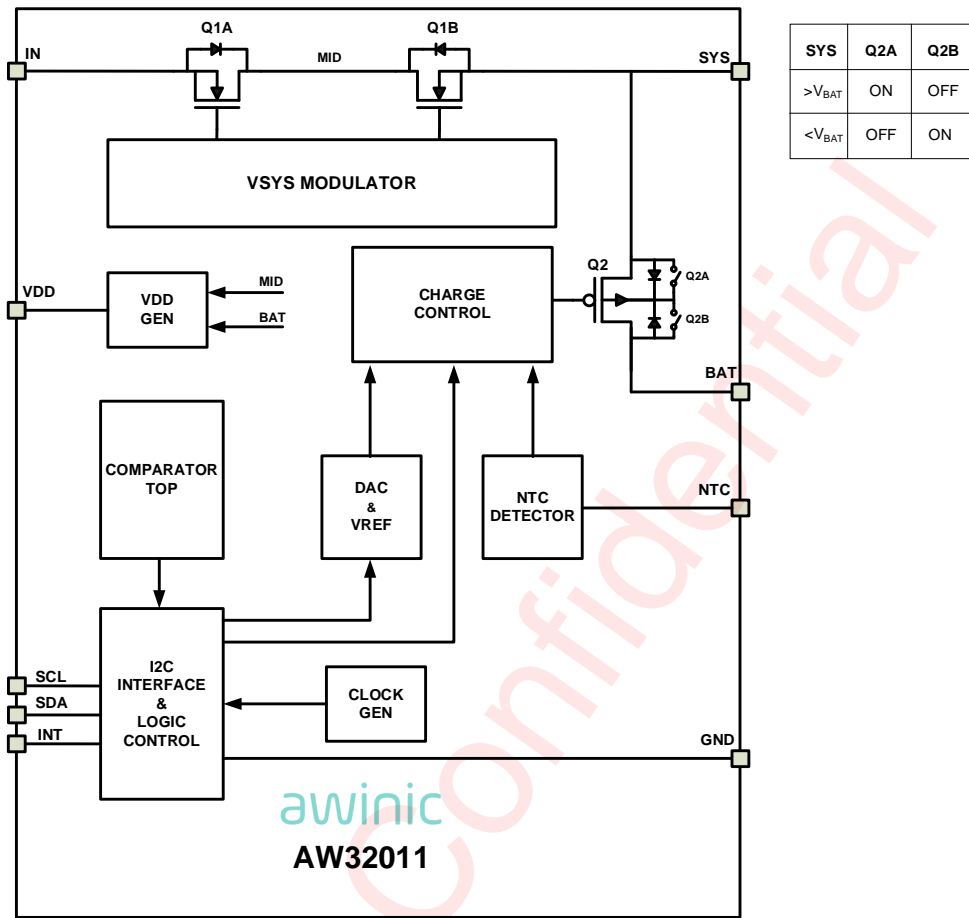 Q1A
Q1B
IN
MID
SYS
SYS Q2A Q2B
>VBAT ON OFF
<VBAT OFF ON
VSYS MODULATOR
VDD
VDD
GEN
MID
BAT
CHARGE
CONTROL
Q2
Q2A
Q2B
BAT
COMPARATOR
TOP
DAC
&
VREF
NTC
DETECTOR
NTC
SCL
SDA
INT
I2C
INTERFACE
&
LOGIC
CONTROL
CLOCK
GEN
GND
awinic
AW32011
Confidential